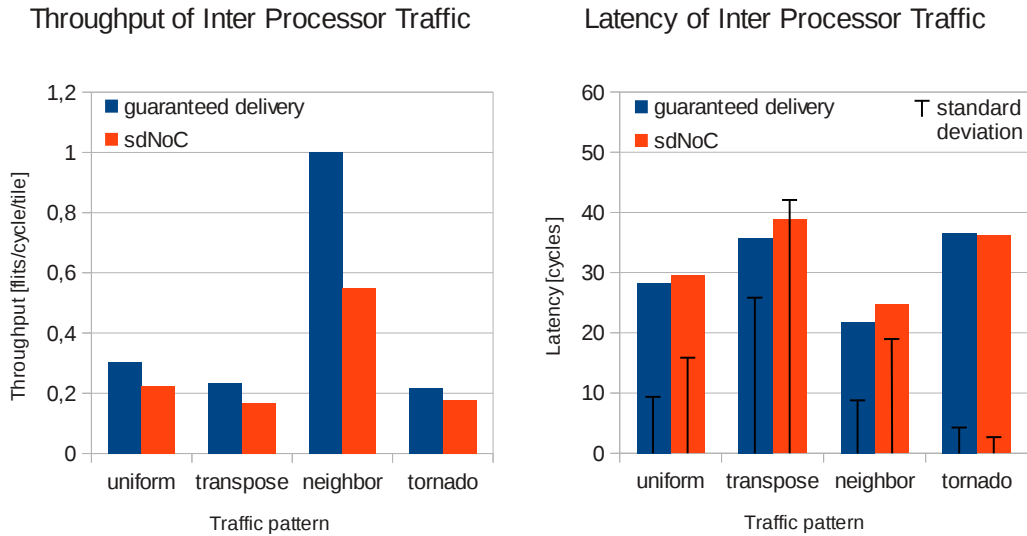 Throughput of Inter Processor Traffic
1,2
1
0,8
0,6
0,4
0,2
0
Throughput [flits/cycle/tile]
guaranteed delivery
sdNoC
uniform transpose neighbor tornado
Traffic pattern
Latency of Inter Processor Traffic
60
50
40
30
20
10
0
Latency [cycles]
guaranteed delivery
sdNoC
standard
deviation
uniform transpose neighbor tornado
Traffic pattern